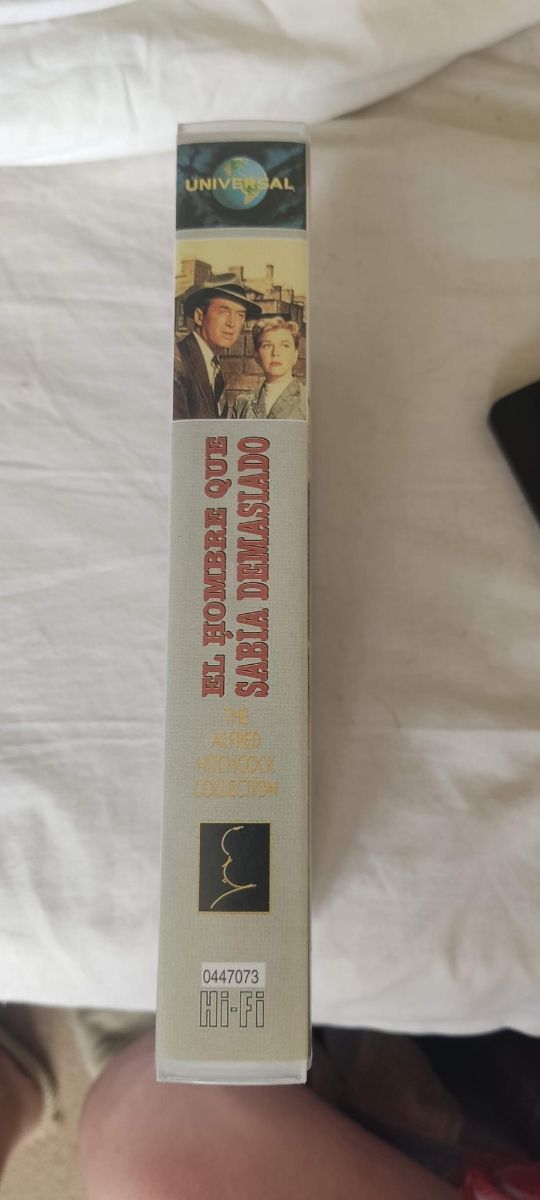 UNIVERSAL
EL HOMBRE QUE
SABIA DEMASIADO
THE
ALFRED
HITCHCOCK
COLLECTION
0447073
Hi-Fi